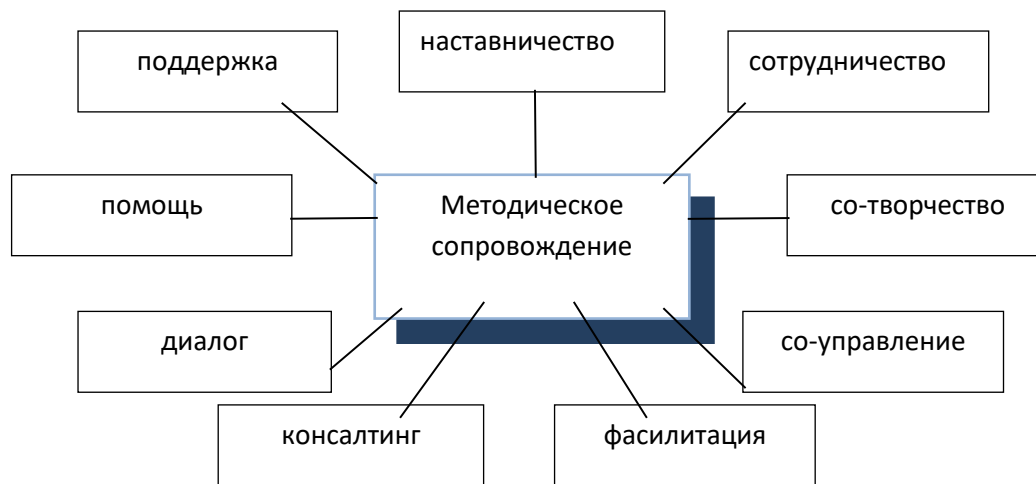 наставничество
поддержка
сотрудничество
помощь
Методическое
сопровождение
со-творчество
диалог
со-управление
консалтинг
фасилитация